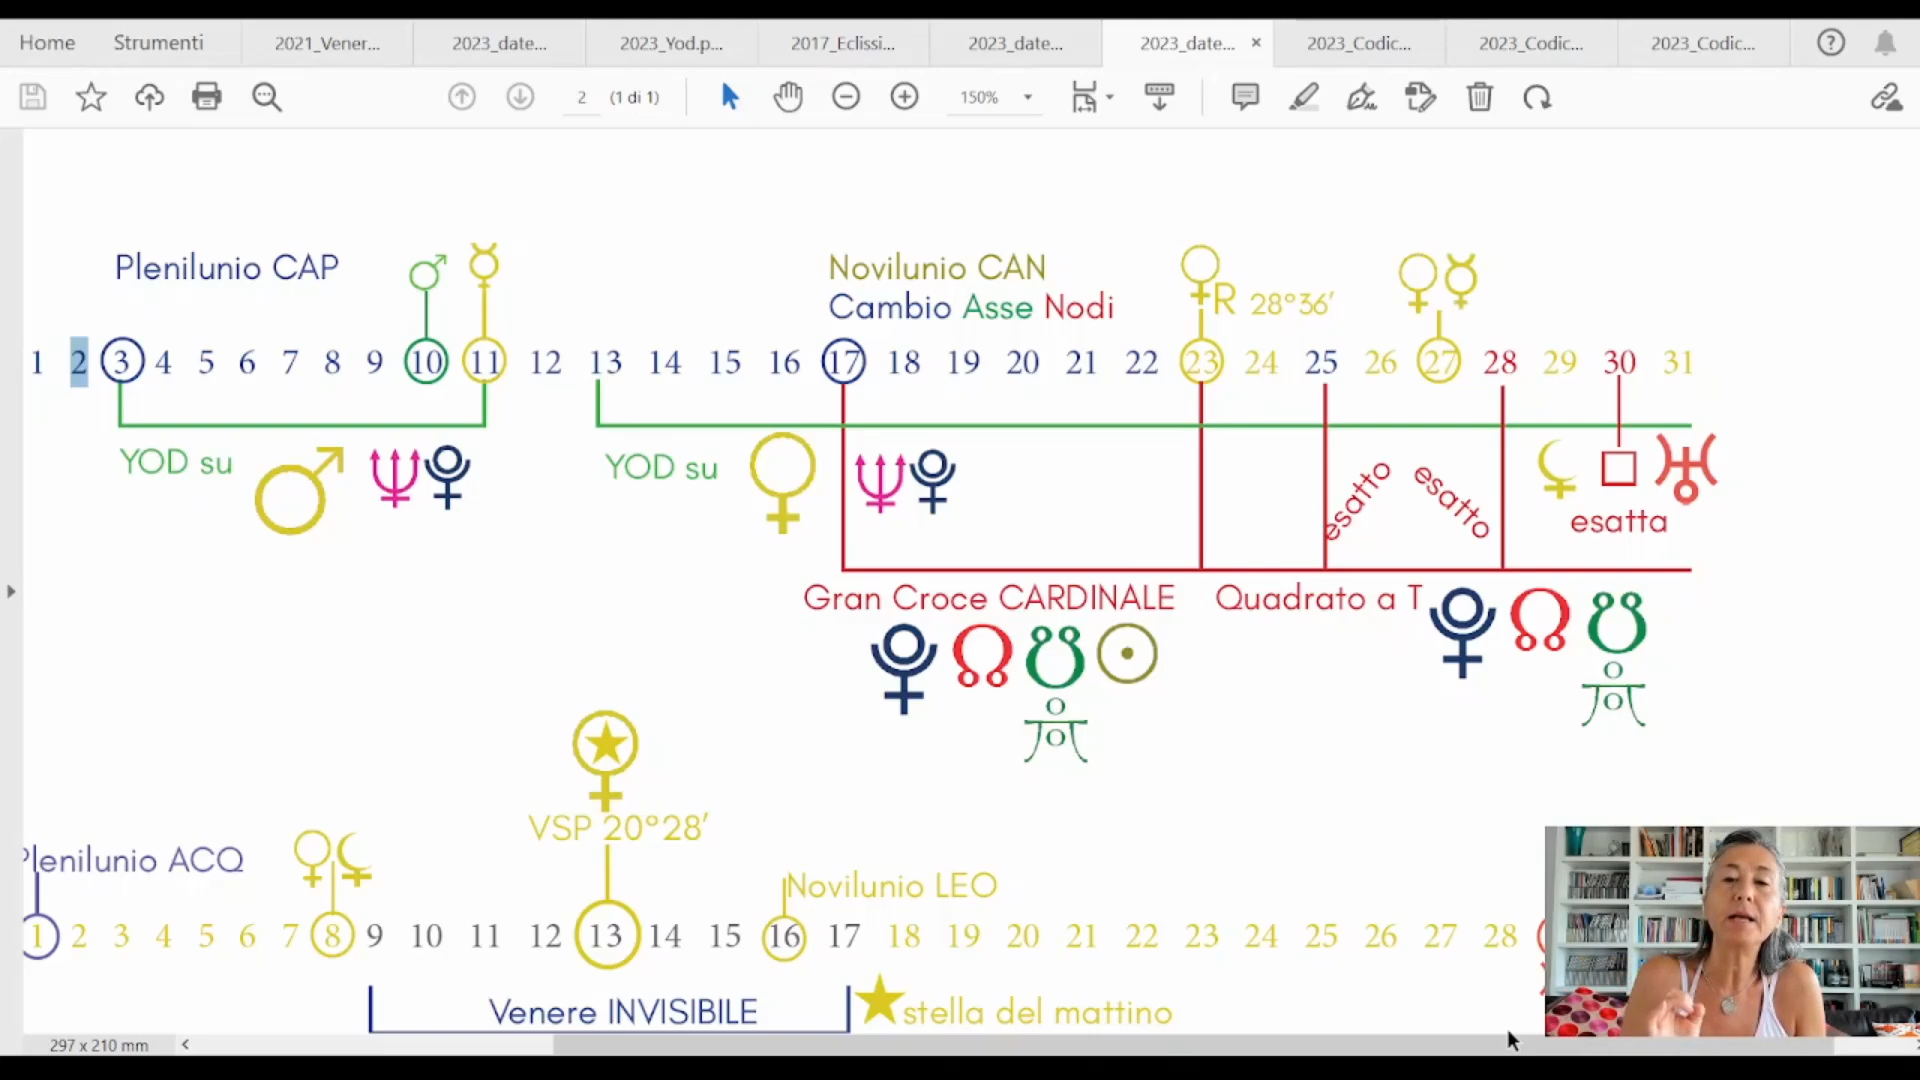 Home Strumenti 2021_Vener... 2023_date... 2023_Yod.p... 2017_Eclissi... 2023_date... 2023_date... × 2023_Codic... 2023_Codic... 2023_Codic...
2 (1 di 1) 150%
Plenilunio CAP
Novilunio CAN
Cambio Asse Nodi
R 28°36'
1 2 3 4 5 6 7 8 9 10 11 12 13 14 15 16 17 18 19 20 21 22 23 24 25 26 27 28 29 30 31
YOD su
YOD su
esatto
esatto
esatta
Gran Croce CARDINALE
Quadrato a T
VSP 20°28'
Plenilunio ACQ
Novilunio LEO
1 2 3 4 5 6 7 8 9 10 11 12 13 14 15 16 17 18 19 20 21 22 23 24 25 26 27 28
Venere INVISIBILE
stella del mattino
297 x 210 mm